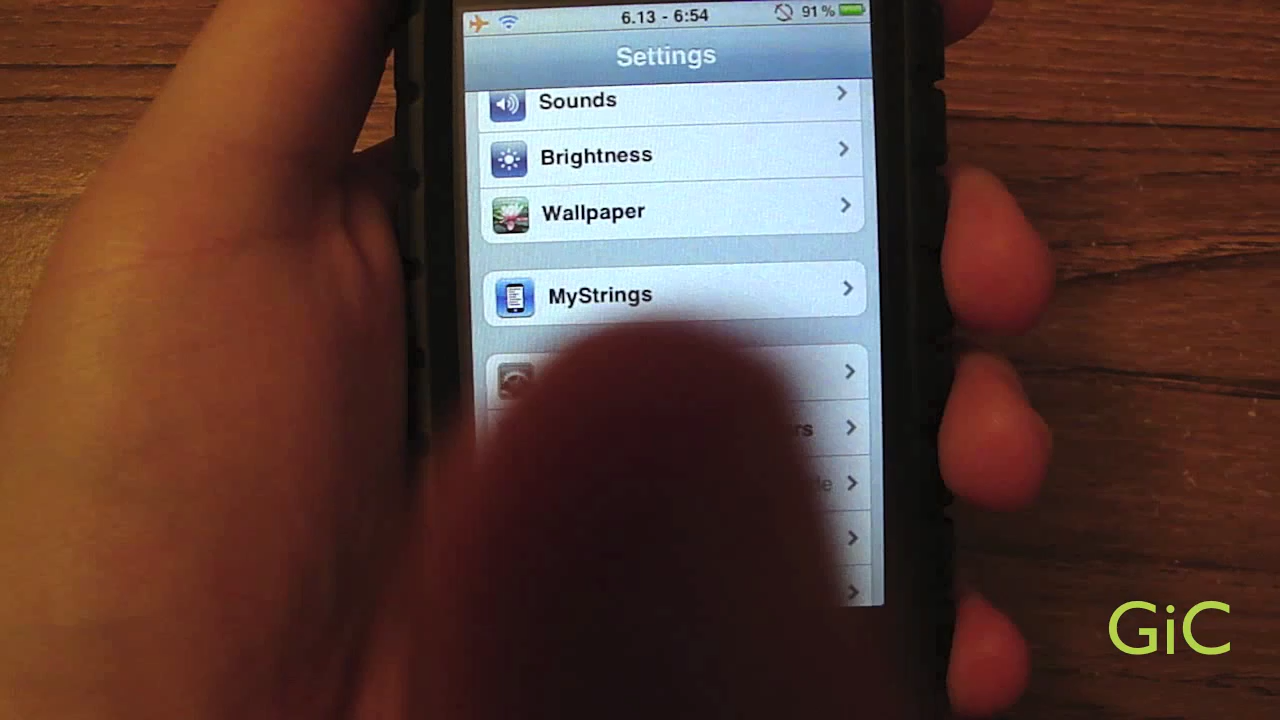 6.13 - 6:54 91%
Settings
Sounds
Brightness
Wallpaper
MyStrings
GiC